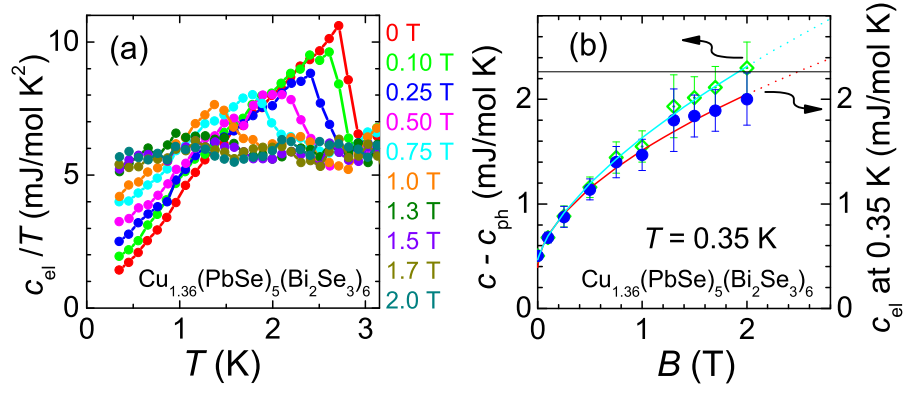 (a)
c_el /T (mJ/mol K²)
10
5
0
0 T
0.10 T
0.25 T
0.50 T
0.75 T
1.0 T
1.3 T
1.5 T
1.7 T
2.0 T
Cu₁.₃₆(PbSe)₅(Bi₂Se₃)₆
0 1 2 3
T (K)
(b)
c - c_ph (mJ/mol K)
3
2
1
0
T = 0.35 K
Cu₁.₃₆(PbSe)₅(Bi₂Se₃)₆
0 1 2
B (T)
2
1
0
c_el at 0.35 K (mJ/mol K)